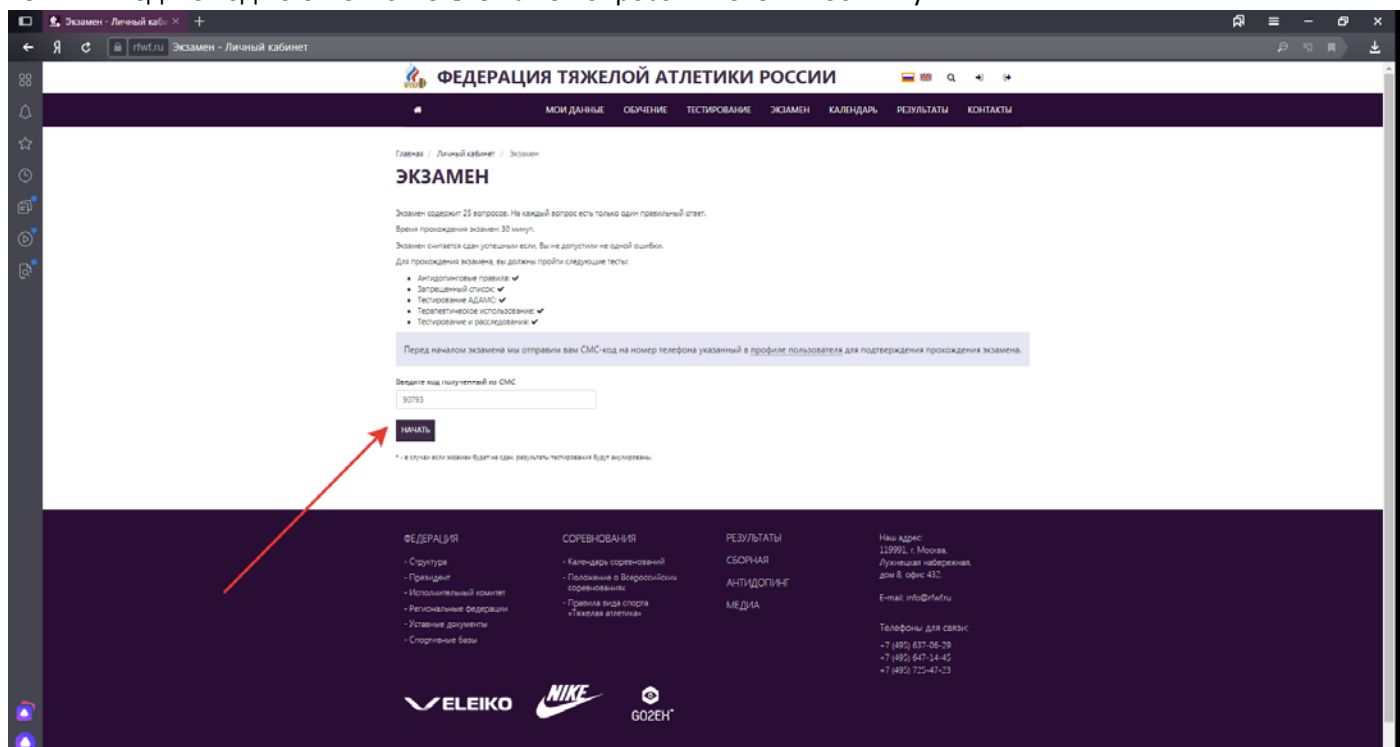 Экзамен - Личный каби
rfwf.ru Экзамен - Личный кабинет
ФЕДЕРАЦИЯ ТЯЖЕЛОЙ АТЛЕТИКИ РОССИИ
МОИ ДАННЫЕ ОБУЧЕНИЕ ТЕСТИРОВАНИЕ ЭКЗАМЕН КАЛЕНДАРЬ РЕЗУЛЬТАТЫ КОНТАКТЫ
Главная / Личный кабинет / Экзамен
ЭКЗАМЕН
Экзамен содержит 25 вопросов. На каждый вопрос есть только один правильный ответ.
Время прохождения экзамен: 30 минут.
Экзамен считается сдан успешным если, Вы не допустили не одной ошибки.
Для прохождения экзамена, вы должны пройти следующие тесты:
• Антидопинговые правила: ✔
• Запрещенный список: ✔
• Тестирование АДАМС: ✔
• Терапевтическое использование: ✔
• Тестирование и расследования: ✔
Перед началом экзамена мы отправим вам СМС-код на номер телефона указанный в профиле пользователя для подтверждения прохождения экзамена.
Введите код полученный из СМС
90793
НАЧАТЬ
* - в случаи если экзамен будет не сдан, результаты тестирования будут анулированы.
ФЕДЕРАЦИЯ
- Структура
- Президент
- Исполнительный комитет
- Региональные федерации
- Уставные документы
- Спортивные базы
СОРЕВНОВАНИЯ
- Календарь соревнований
- Положение о Всероссийских
соревнованиях
- Правила вида спорта
«Тяжелая атлетика»
РЕЗУЛЬТАТЫ
СБОРНАЯ
АНТИДОПИНГ
МЕДИА
Наш адрес:
119991, г. Москва,
Лужнецкая набережная,
дом 8, офис 432.
E-mail: info@rfwf.ru
Телефоны для связи:
+7 (495) 637-06-29
+7 (495) 647-14-45
+7 (495) 725-47-23
ELEIKO
NIKE
GO2EH